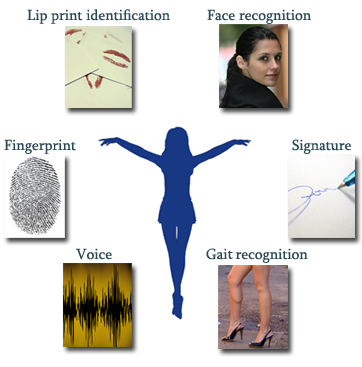 Lip print identification
Face recognition
Fingerprint
Signature
Voice
Gait recognition